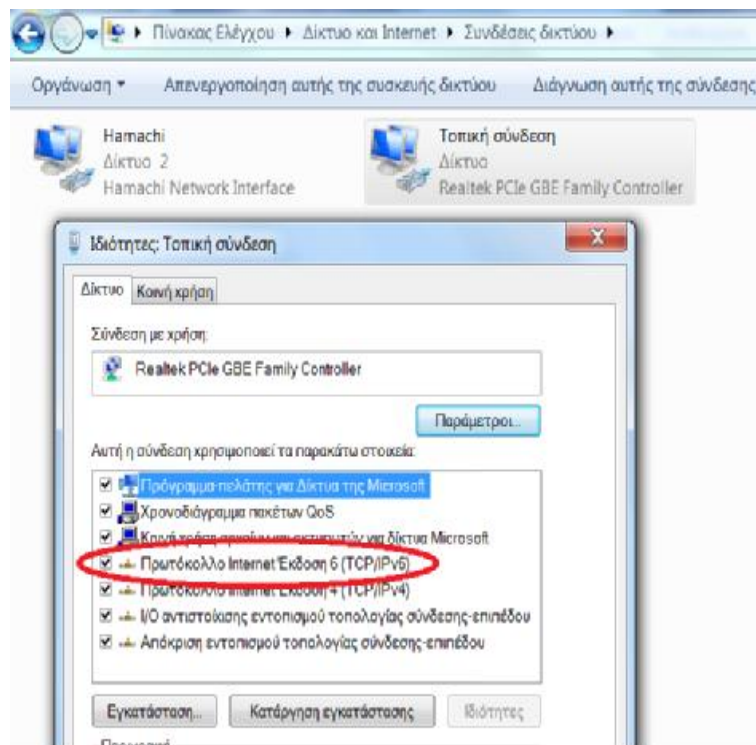 Πίνακας Ελέγχου ▸ Δίκτυο και Internet ▸ Συνδέσεις δικτύου ▸
Οργάνωση ▾ Απενεργοποίηση αυτής της συσκευής δικτύου Διάγνωση αυτής της σύνδεσης
Hamachi
Δίκτυο 2
Hamachi Network Interface
Τοπική σύνδεση
Δίκτυο
Realtek PCIe GBE Family Controller
Ιδιότητες: Τοπική σύνδεση
Δίκτυο Κοινή χρήση
Σύνδεση με χρήση:
Realtek PCIe GBE Family Controller
Παράμετροι...
Αυτή η σύνδεση χρησιμοποιεί τα παρακάτω στοιχεία:
Πρόγραμμα-πελάτης για Δίκτυα της Microsoft
Χρονοδιάγραμμα πακέτων QoS
Κοινή χρήση αρχείων και εκτυπωτών για δίκτυα Microsoft
Πρωτόκολλο Internet Έκδοση 6 (TCP/IPv6)
Πρωτόκολλο Internet Έκδοση 4 (TCP/IPv4)
I/O αντιστοίχισης εντοπισμού τοπολογίας σύνδεσης-επιπέδου
Απόκριση εντοπισμού τοπολογίας σύνδεσης-επιπέδου
Εγκατάσταση... Κατάργηση εγκατάστασης Ιδιότητες
Περιγραφή